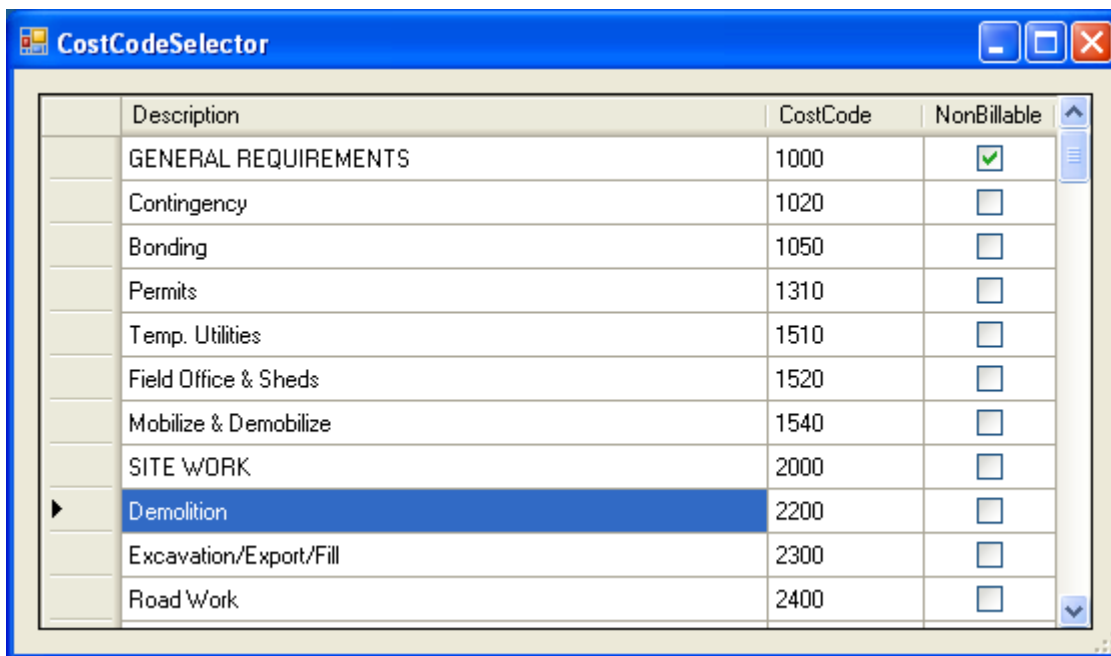 CostCodeSelector
Description CostCode NonBillable
GENERAL REQUIREMENTS 1000
Contingency 1020
Bonding 1050
Permits 1310
Temp. Utilities 1510
Field Office & Sheds 1520
Mobilize & Demobilize 1540
SITE WORK 2000
Demolition 2200
Excavation/Export/Fill 2300
Road Work 2400